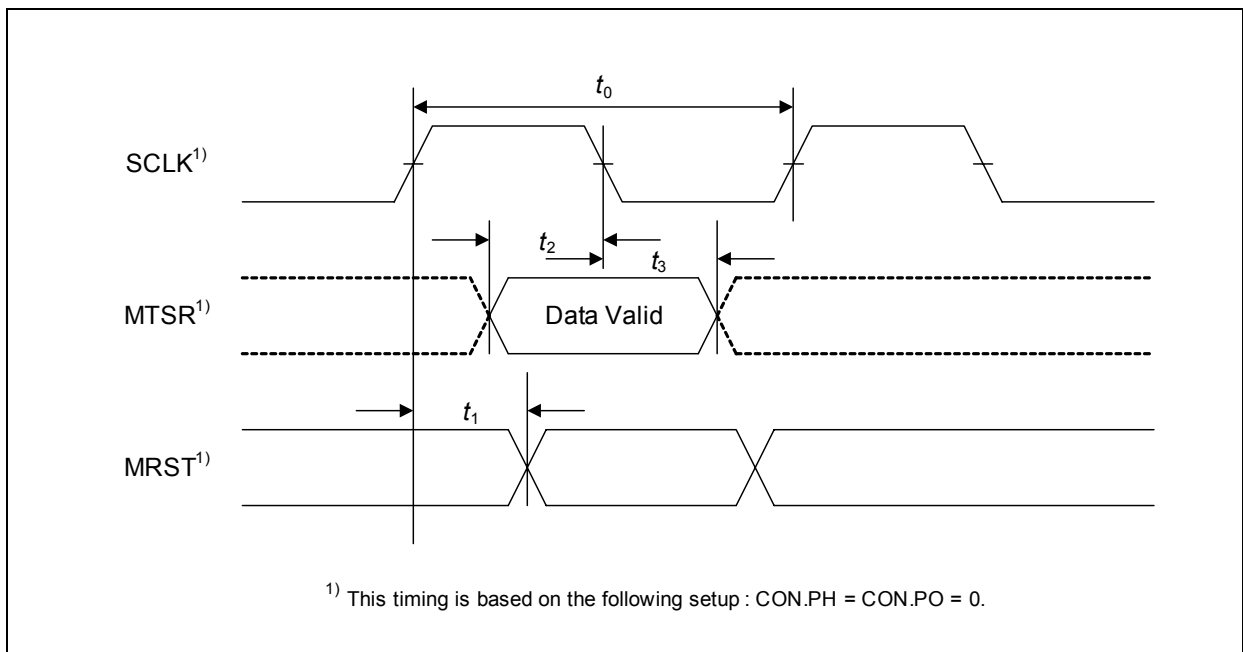 t₀
SCLK¹⁾
t₂
t₃
MTSR¹⁾
Data Valid
t₁
MRST¹⁾
¹⁾ This timing is based on the following setup : CON.PH = CON.PO = 0.